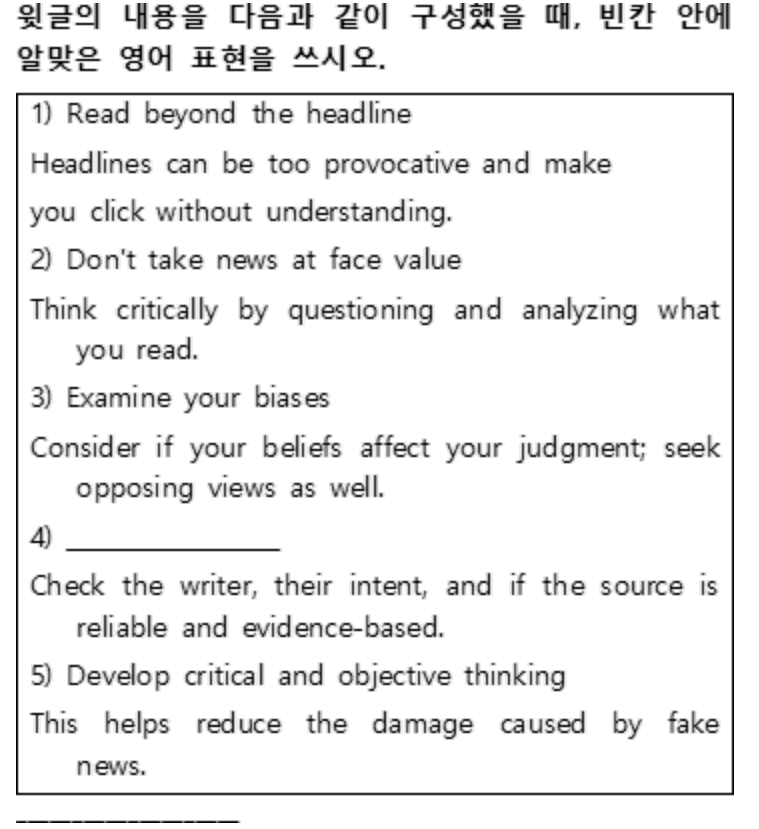 윗글의 내용을 다음과 같이 구성했을 때, 빈칸 안에
알맞은 영어 표현을 쓰시오.
1) Read beyond the headline
Headlines can be too provocative and make
you click without understanding.
2) Don't take news at face value
Think critically by questioning and analyzing what
you read.
3) Examine your biases
Consider if your beliefs affect your judgment; seek
opposing views as well.
4) _______________
Check the writer, their intent, and if the source is
reliable and evidence-based.
5) Develop critical and objective thinking
This helps reduce the damage caused by fake
news.